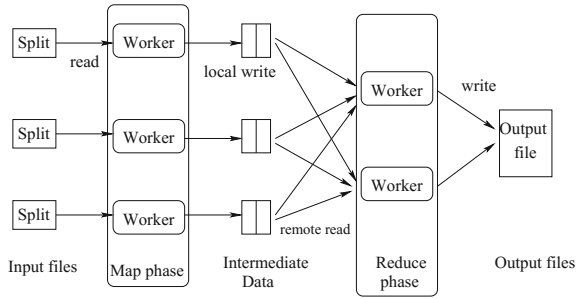 Split
read
Worker
local write
Worker
write
Split
Worker
Output
file
Worker
Split
Worker
remote read
Input files
Map phase
Intermediate
Data
Reduce
phase
Output files